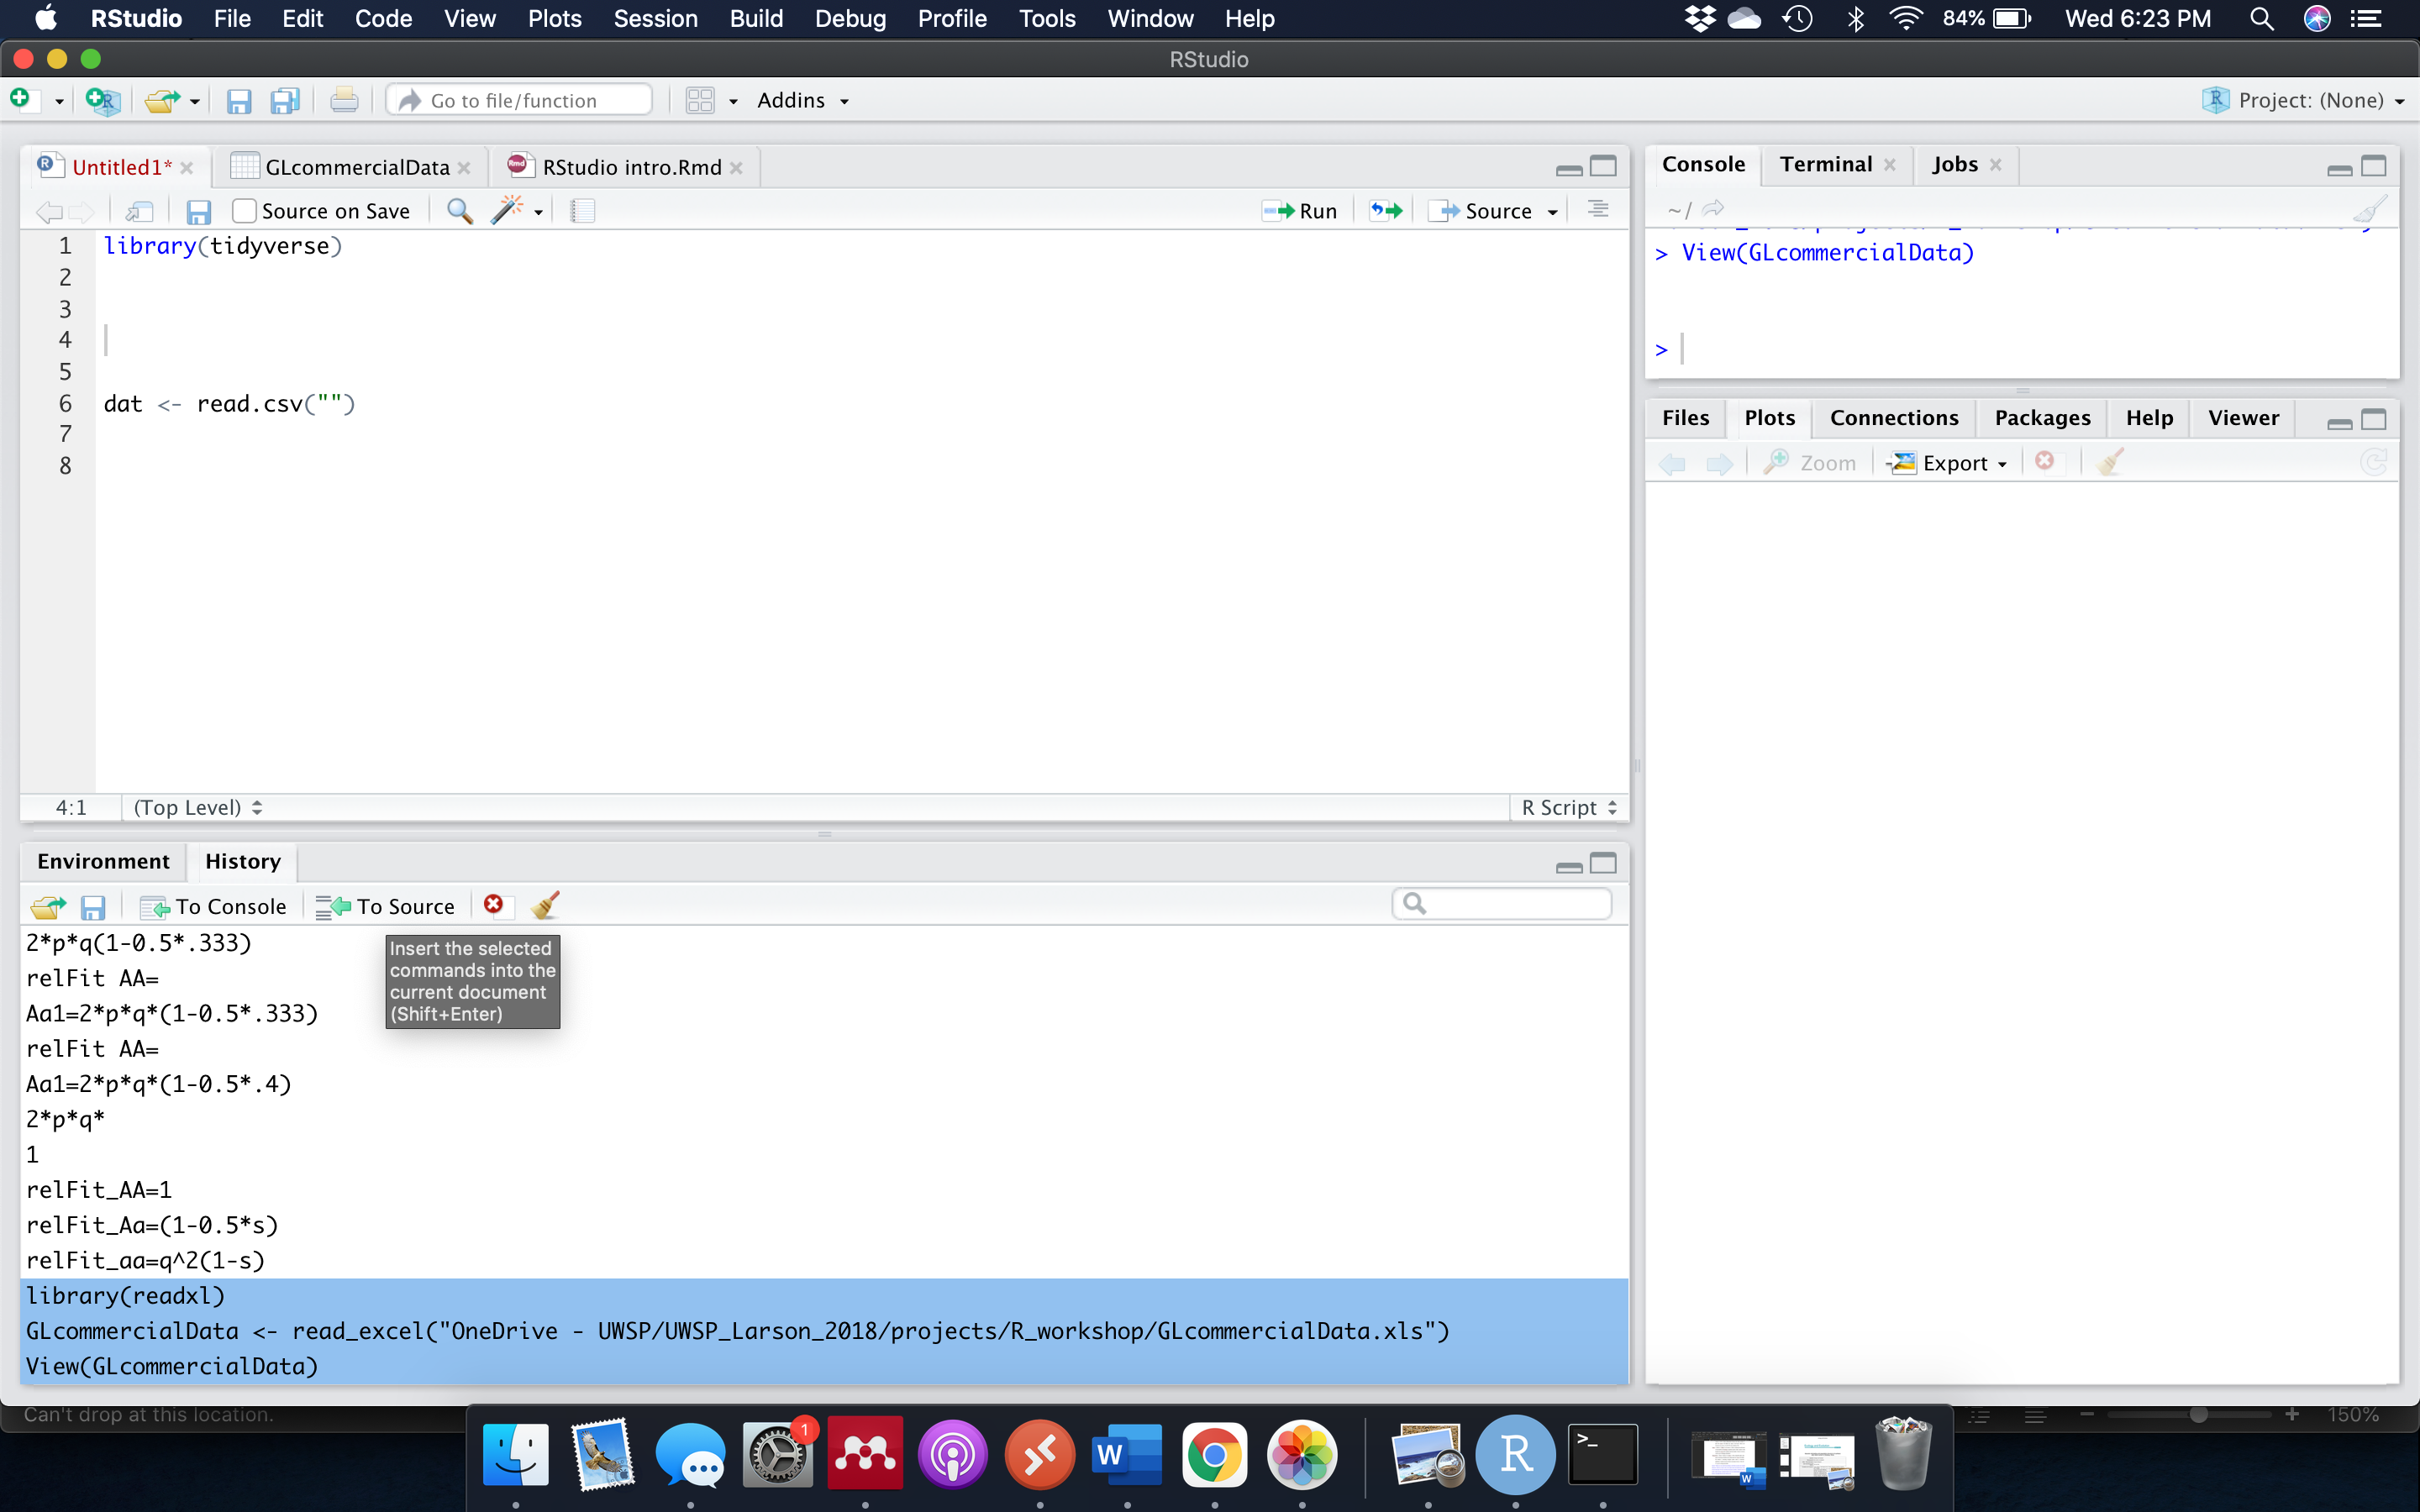 RStudio File Edit Code View Plots Session Build Debug Profile Tools Window Help 84% Wed 6:23 PM
RStudio
Go to file/function Addins Project: (None)
Untitled1* GLcommercialData RStudio intro.Rmd
Source on Save Run Source
1 library(tidyverse)
2
3
4
5
6 dat <- read.csv("")
7
8
4:1 (Top Level) R Script
Console Terminal Jobs
~/
> View(GLcommercialData)
>
Files Plots Connections Packages Help Viewer
Zoom Export
Environment History
To Console To Source
Insert the selected
commands into the
current document
(Shift+Enter)
2*p*q(1-0.5*.333)
relFit AA=
Aa1=2*p*q*(1-0.5*.333)
relFit AA=
Aa1=2*p*q*(1-0.5*.4)
2*p*q*
1
relFit_AA=1
relFit_Aa=(1-0.5*s)
relFit_aa=q^2(1-s)
library(readxl)
GLcommercialData <- read_excel("OneDrive - UWSP/UWSP_Larson_2018/projects/R_workshop/GLcommercialData.xls")
View(GLcommercialData)
Can't drop at this location.
150%
1
W
R
>_